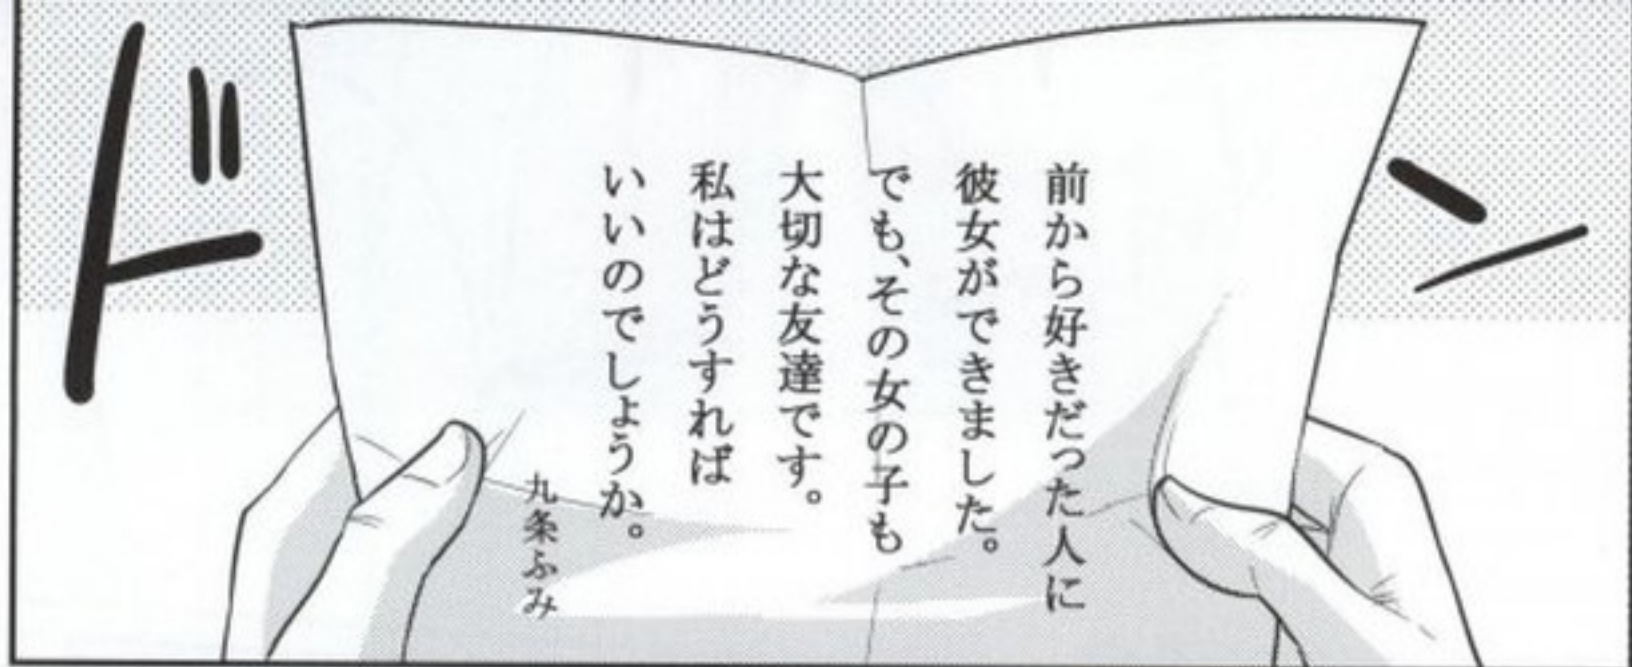 前から好きだった人に
彼女ができました。
でも、その女の子も
大切な友達です。
私はどうすれば
いいのでしょうか。
九条ふみ
ドン